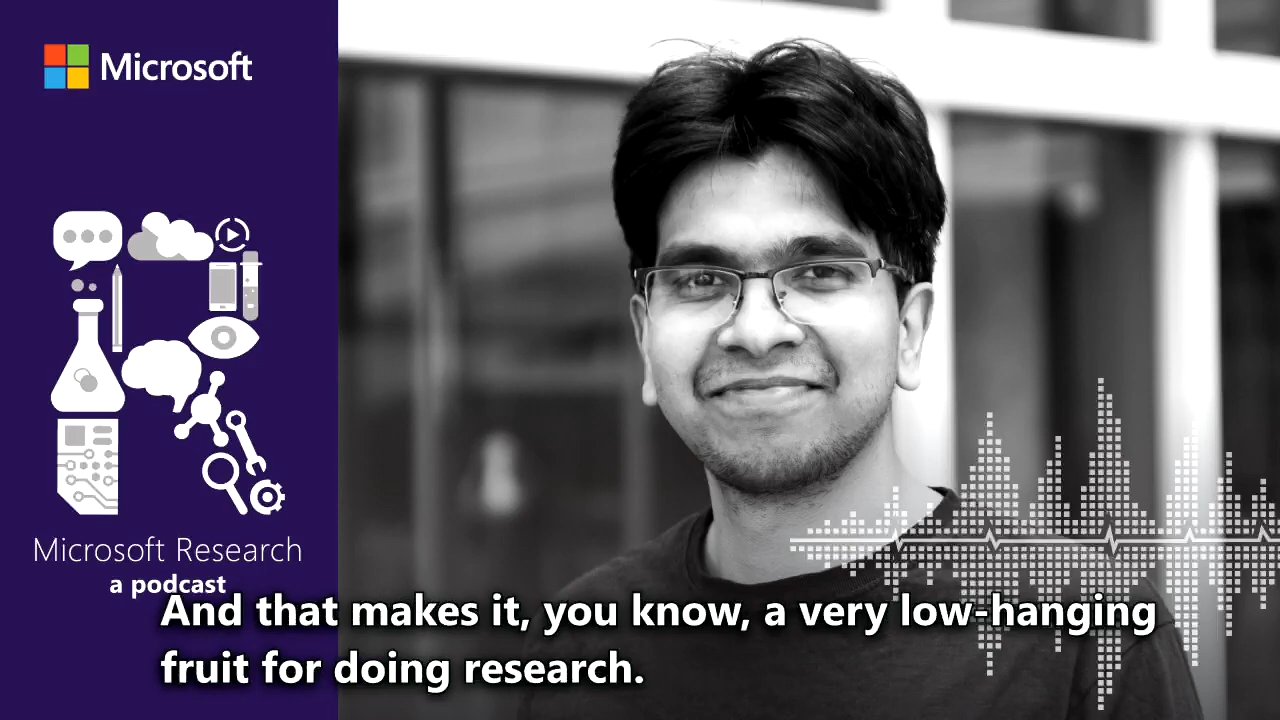 Microsoft
Microsoft Research
a podcast
And that makes it, you know, a very low-hanging
fruit for doing research.